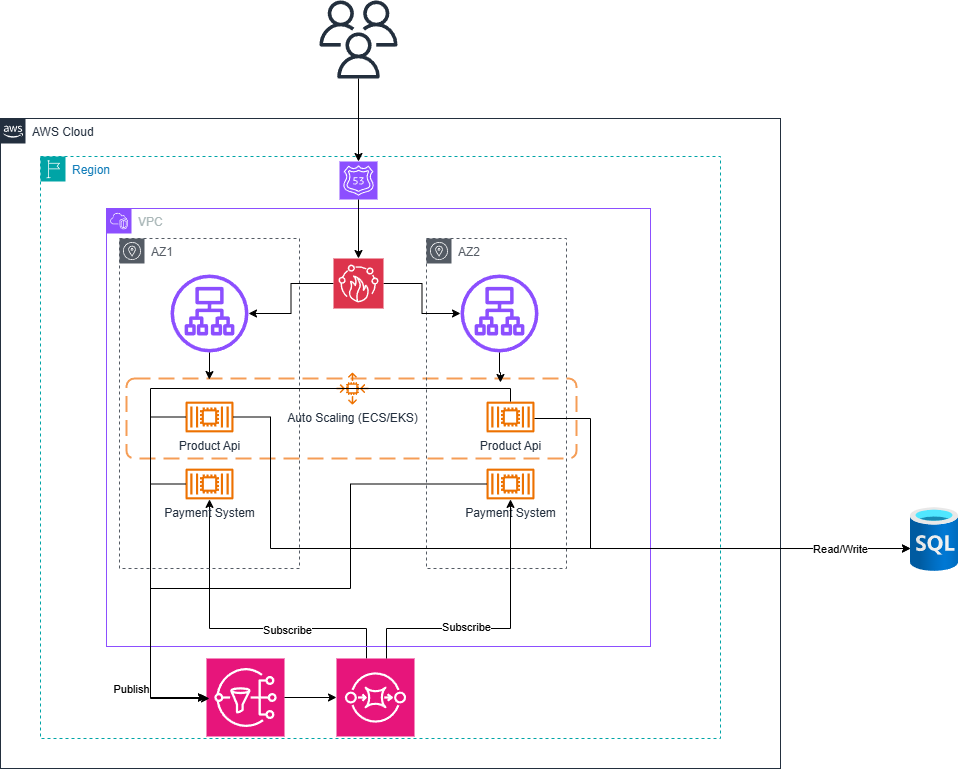 aws
AWS Cloud
Region
53
VPC
AZ1
AZ2
Auto Scaling (ECS/EKS)
Product Api
Product Api
Payment System
Payment System
SQL
Read/Write
Subscribe
Subscribe
Publish